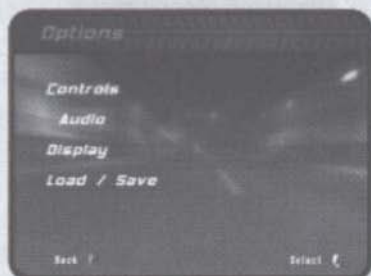 Options
Controls
Audio
Display
Load / Save
Back
Select